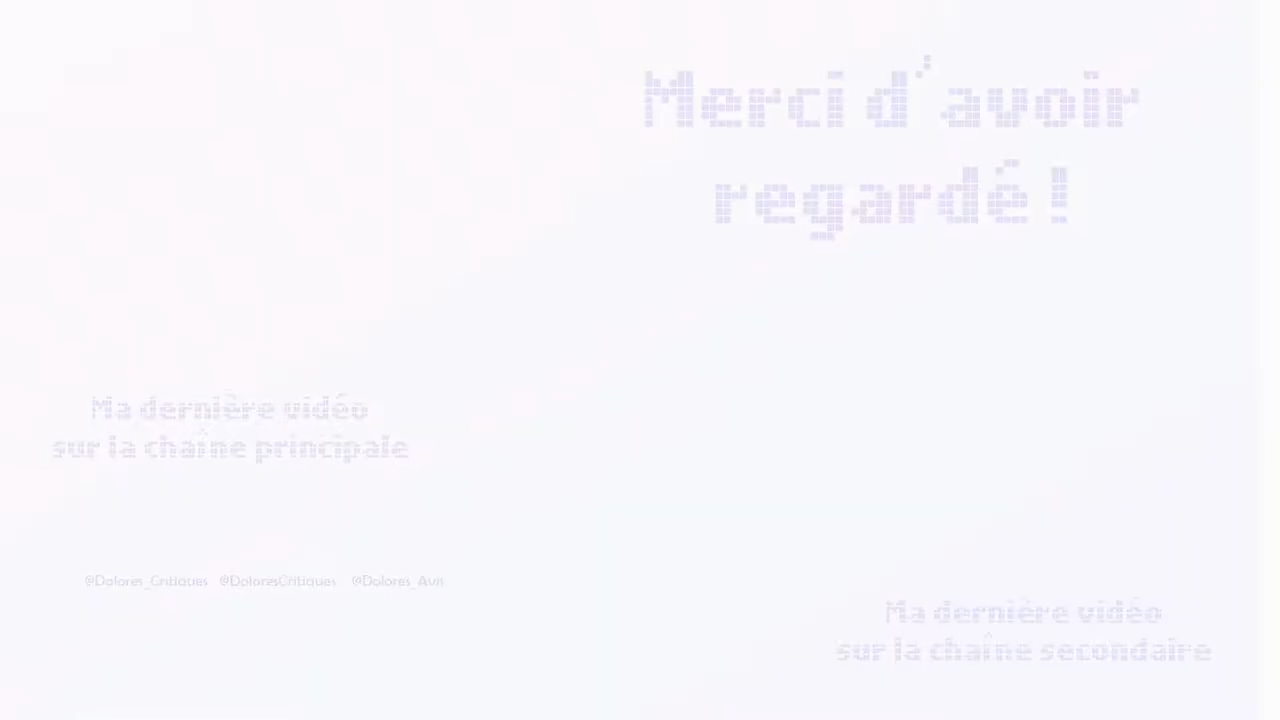 Merci d'avoir
regardé !
Ma dernière vidéo
sur la chaîne principale
@Dolores_Critiques @DoloresCritiques @Dolores_Avn
Ma dernière vidéo
sur la chaîne secondaire